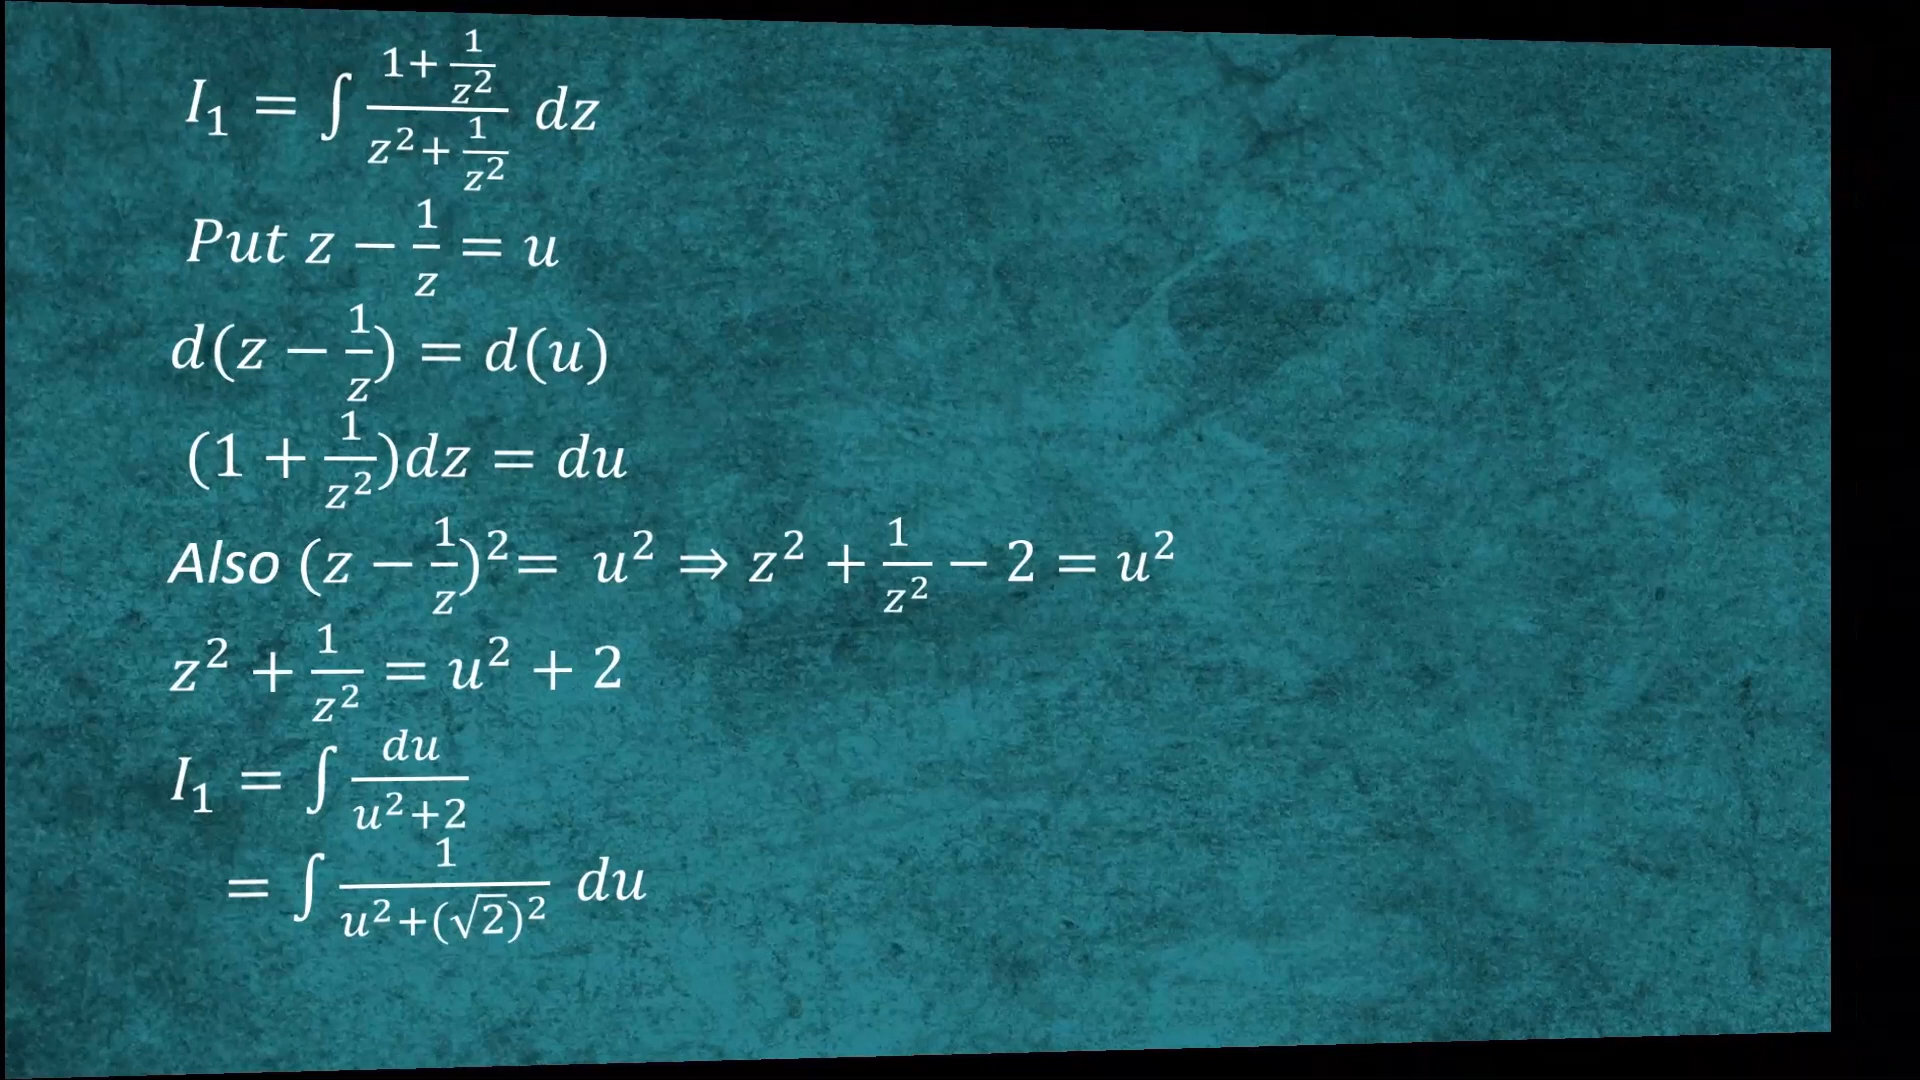 I₁ = ∫ (1 + 1/z²)/(z² + 1/z²) dz
Put z − 1/z = u
d(z − 1/z) = d(u)
(1 + 1/z²)dz = du
Also (z − 1/z)² = u² ⇒ z² + 1/z² − 2 = u²
z² + 1/z² = u² + 2
I₁ = ∫ du/(u²+2)
= ∫ 1/(u²+(√2)²) du